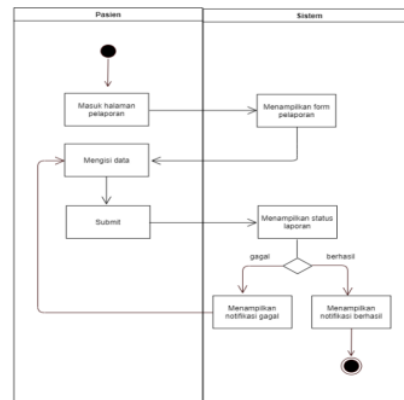 Pasien
Sistem
Masuk halaman
pelaporan
Menampilkan form
pelaporan
Mengisi data
Submit
Menampilkan status
laporan
gagal
berhasil
Menampilkan
notifikasi gagal
Menampilkan
notifikasi berhasil